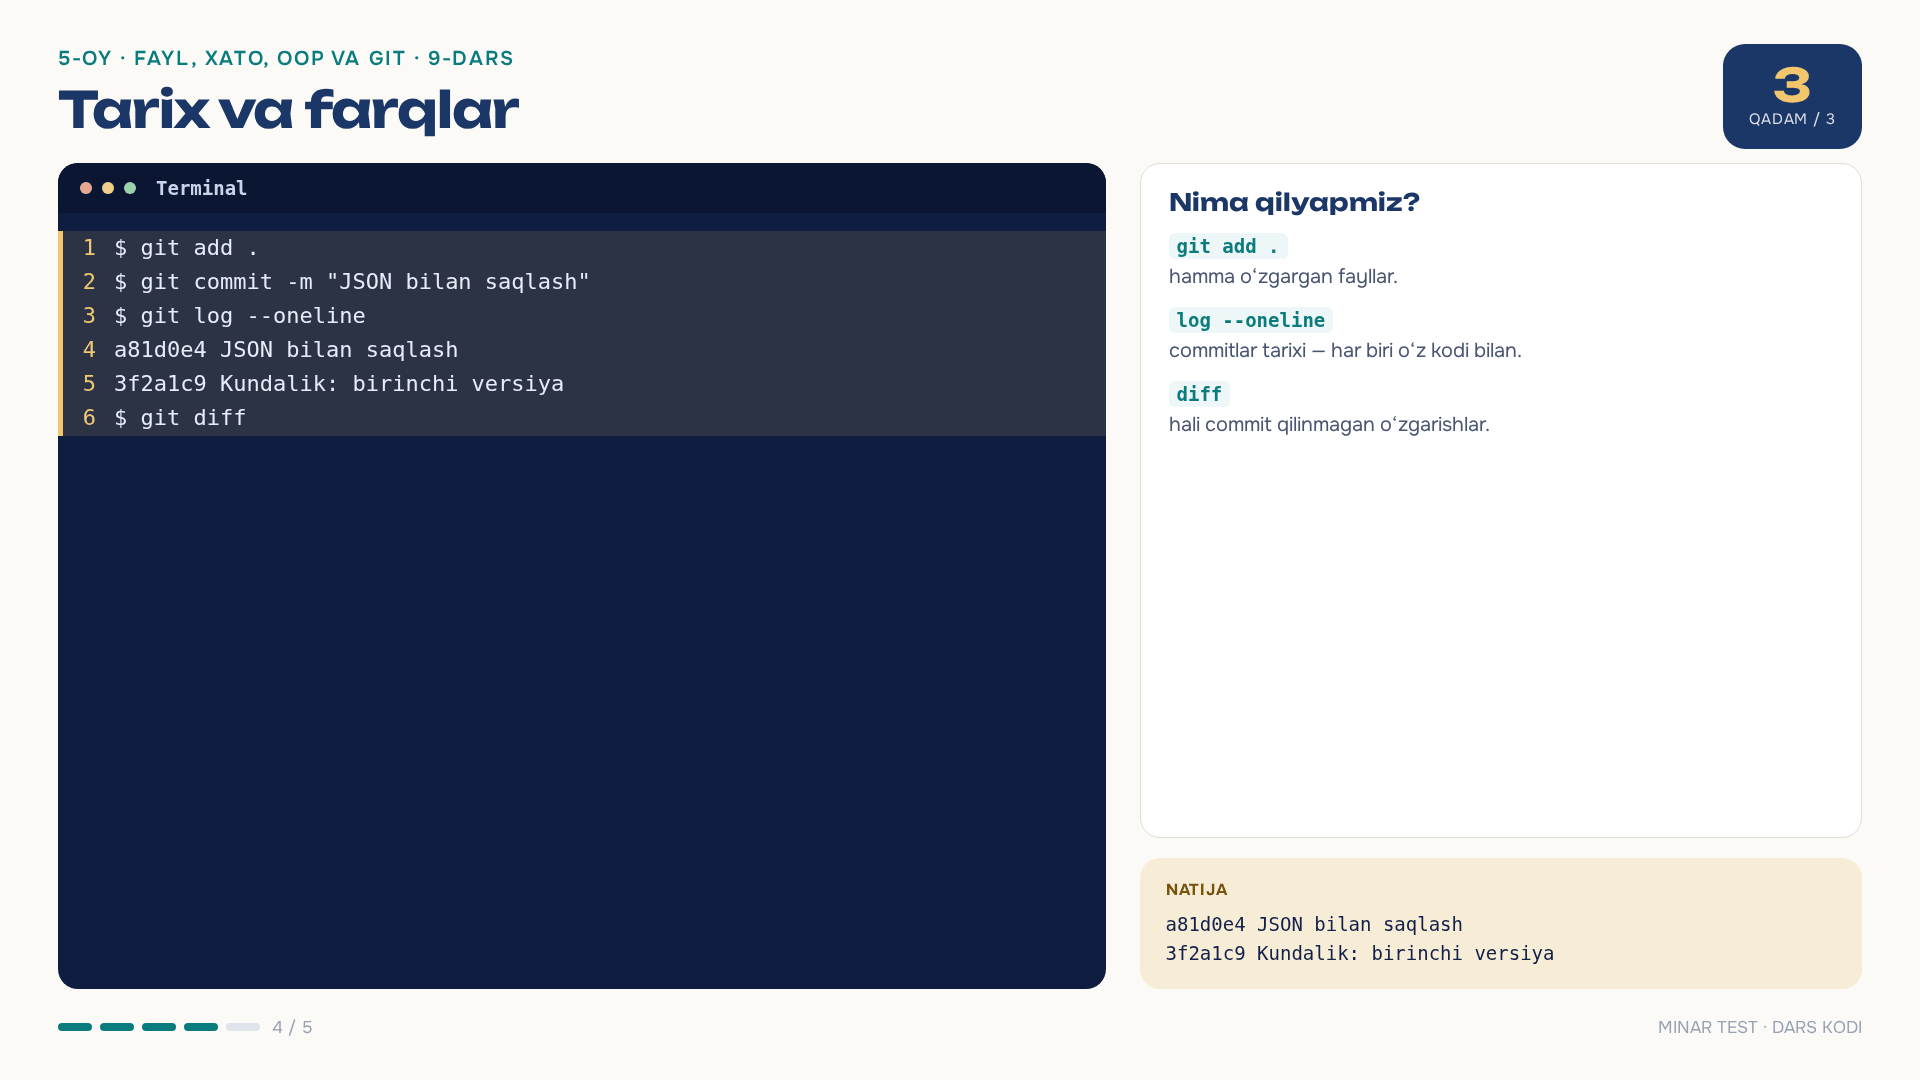 5-OY · FAYL, XATO, OOP VA GIT · 9-DARS
Tarix va farqlar
3
QADAM / 3
Terminal
1 $ git add .
2 $ git commit -m "JSON bilan saqlash"
3 $ git log --oneline
4 a81d0e4 JSON bilan saqlash
5 3f2a1c9 Kundalik: birinchi versiya
6 $ git diff
Nima qilyapmiz?
git add .
hamma oʻzgargan fayllar.
log --oneline
commitlar tarixi — har biri oʻz kodi bilan.
diff
hali commit qilinmagan oʻzgarishlar.
NATIJA
a81d0e4 JSON bilan saqlash
3f2a1c9 Kundalik: birinchi versiya
4 / 5
MINAR TEST · DARS KODI